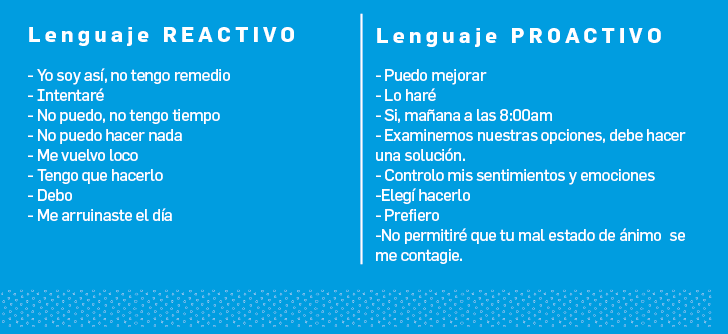 Lenguaje REACTIVO
- Yo soy así, no tengo remedio
- Intentaré
- No puedo, no tengo tiempo
- No puedo hacer nada
- Me vuelvo loco
- Tengo que hacerlo
- Debo
- Me arruinaste el día
Lenguaje PROACTIVO
- Puedo mejorar
- Lo haré
- Si, mañana a las 8:00am
- Examinemos nuestras opciones, debe hacer
una solución.
- Controlo mis sentimientos y emociones
-Elegí hacerlo
- Prefiero
-No permitiré que tu mal estado de ánimo  se
me contagie.